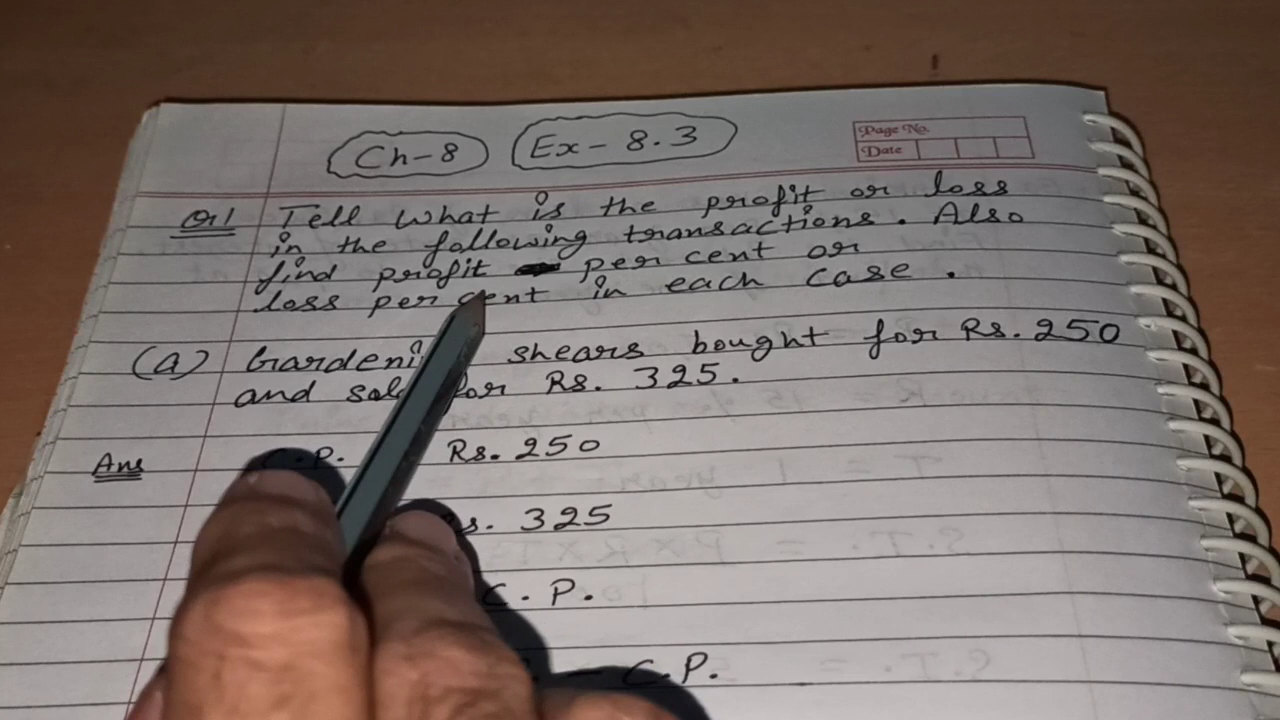 Ch-8 Ex-8.3
Page No.
Date
Q1 Tell what is the profit or loss
in the following transactions. Also
find profit per cent or
loss per cent in each case.
(a) shears bought for Rs. 250
and for Rs. 325.
Ans C.P. Rs. 250
325
C.P.
- C.P.